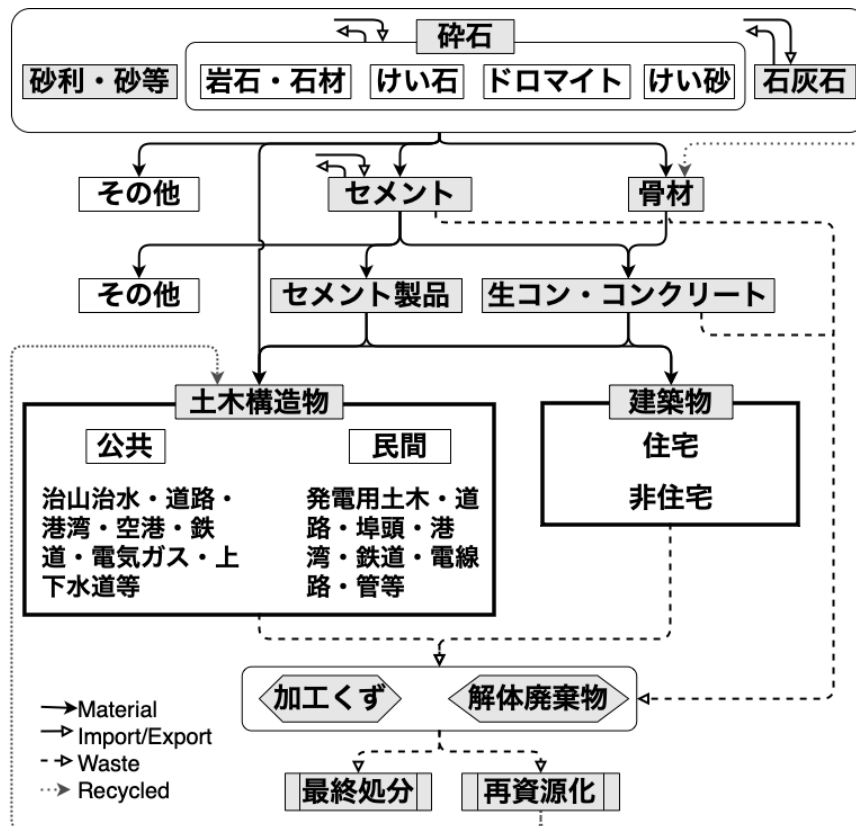 砕石
砂利・砂等
岩石・石材
けい石
ドロマイト
けい砂
石灰石
その他
セメント
骨材
その他
セメント製品
生コン・コンクリート
土木構造物
建築物
公共
民間
治山治水・道路・
港湾・空港・鉄
道・電気ガス・上
下水道等
発電用土木・道
路・埠頭・港
湾・鉄道・電線
路・管等
住宅
非住宅
加工くず
解体廃棄物
Material
Import/Export
Waste
Recycled
最終処分
再資源化